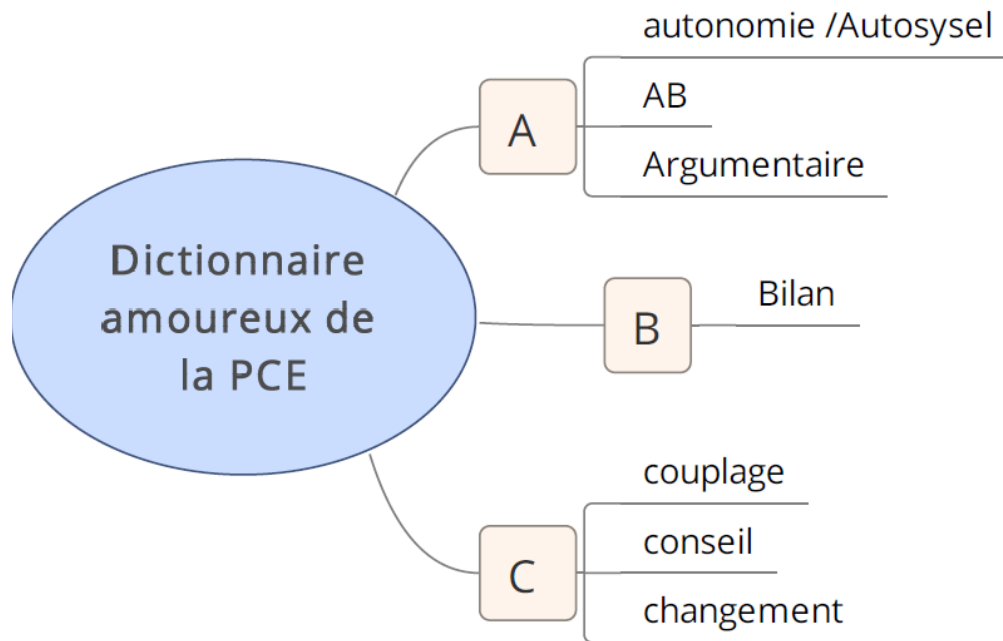 Dictionnaire
amoureux de
la PCE
A
autonomie /Autosysel
AB
Argumentaire
B
Bilan
C
couplage
conseil
changement